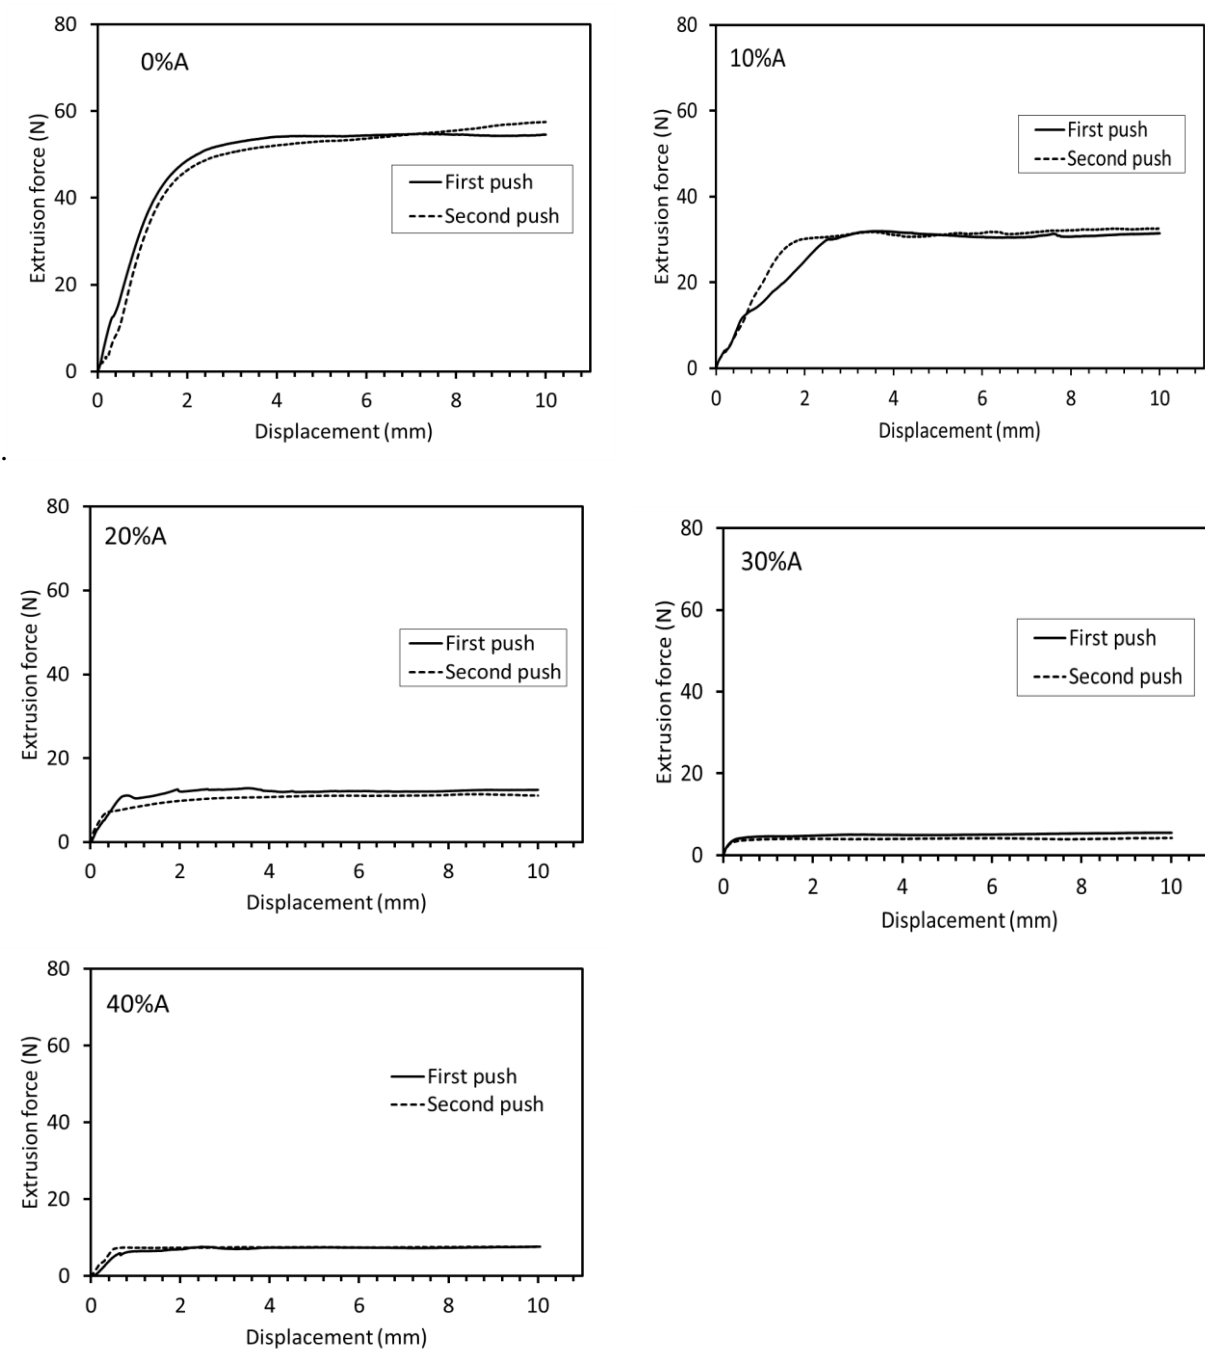 80
0%A
60
Extruison force (N)
First push
40
Second push
20
0
0 2 4 6 8 10
Displacement (mm)
80
10%A
60
Extrusion force (N)
First push
Second push
40
20
0
0 2 4 6 8 10
Displacement (mm)
.
80
20%A
60
Extrusion force (N)
First push
Second push
40
20
0
0 2 4 6 8 10
Displacement (mm)
80
30%A
60
Extrusion force (N)
First push
Second push
40
20
0
0 2 4 6 8 10
Displacement (mm)
80
40%A
60
Extrusion force (N)
First push
Second push
40
20
0
0 2 4 6 8 10
Displacement (mm)